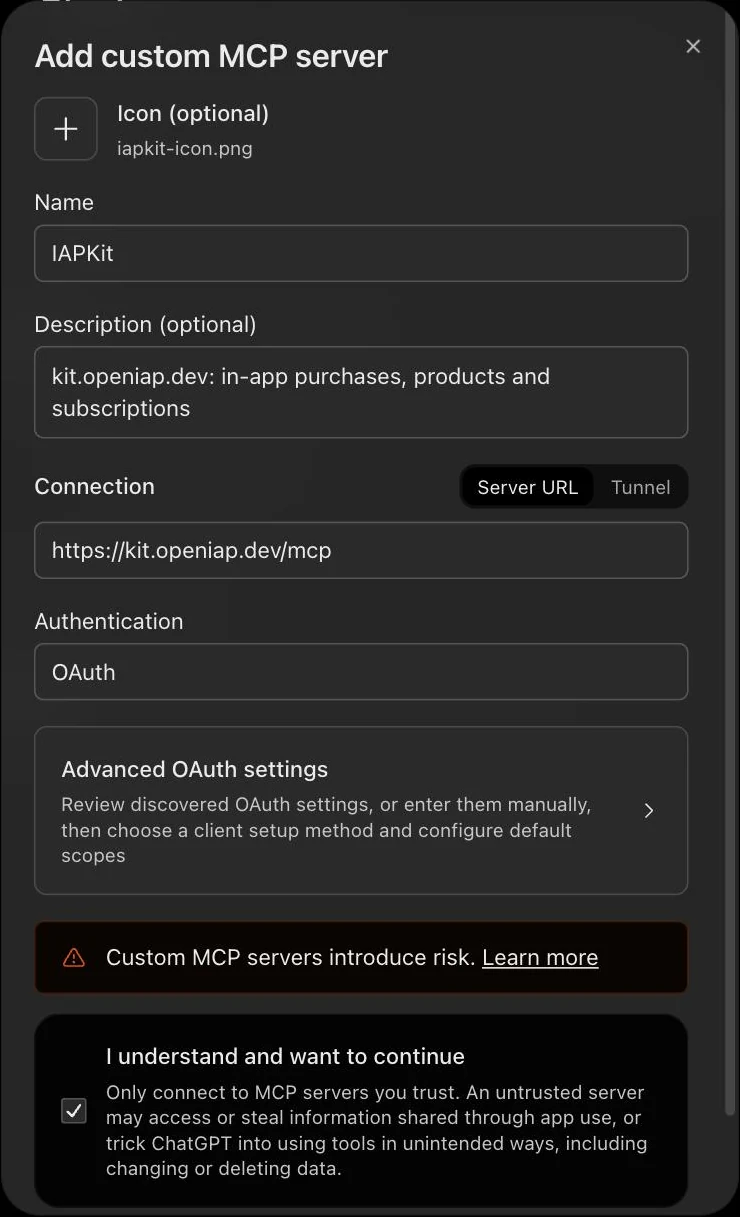 Add custom MCP server
Icon (optional)
iapkit-icon.png
Name
IAPKit
Description (optional)
kit.openiap.dev: in-app purchases, products and
subscriptions
Connection
Server URL
Tunnel
https://kit.openiap.dev/mcp
Authentication
OAuth
Advanced OAuth settings
Review discovered OAuth settings, or enter them manually,
then choose a client setup method and configure default
scopes
Custom MCP servers introduce risk. Learn more
I understand and want to continue
Only connect to MCP servers you trust. An untrusted server
may access or steal information shared through app use, or
trick ChatGPT into using tools in unintended ways, including
changing or deleting data.